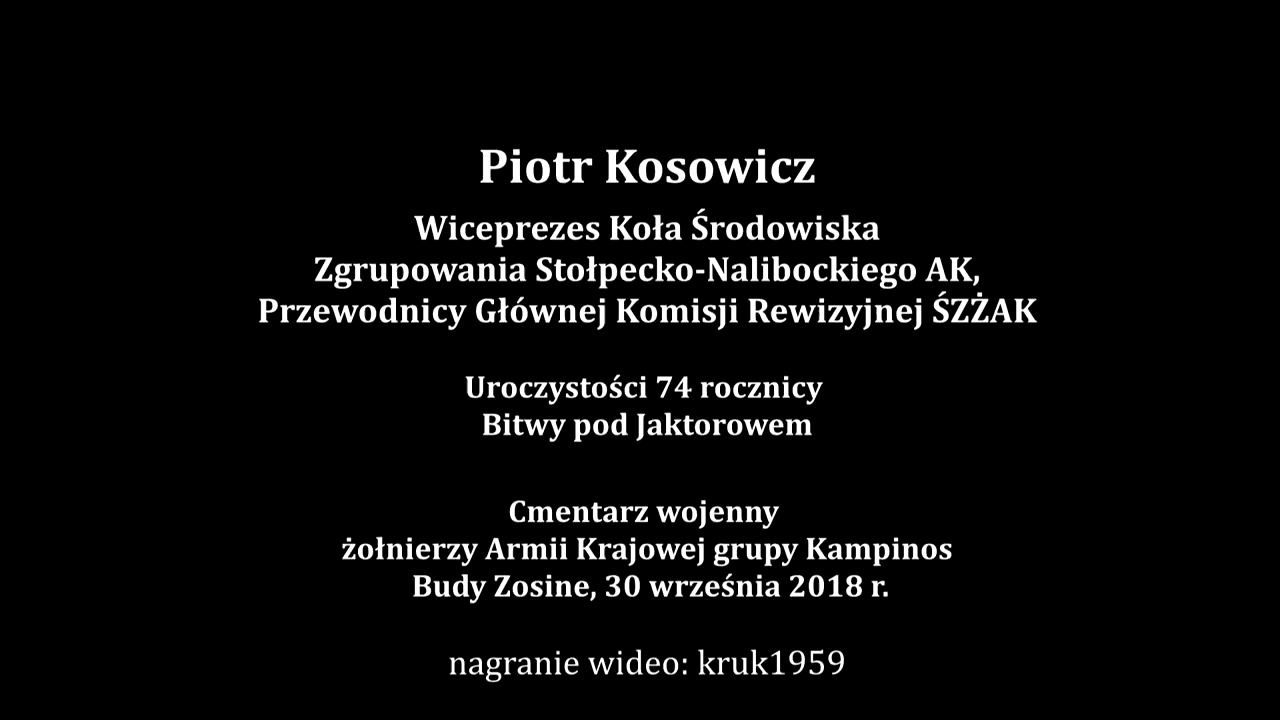 Piotr Kosowicz
Wiceprezes Koła Środowiska
Zgrupowania Stołpecko-Nalibockiego AK,
Przewodnicy Głównej Komisji Rewizyjnej ŚZŻAK
Uroczystości 74 rocznicy
Bitwy pod Jaktorowem
Cmentarz wojenny
żołnierzy Armii Krajowej grupy Kampinos
Budy Zosine, 30 września 2018 r.
nagranie wideo: kruk1959